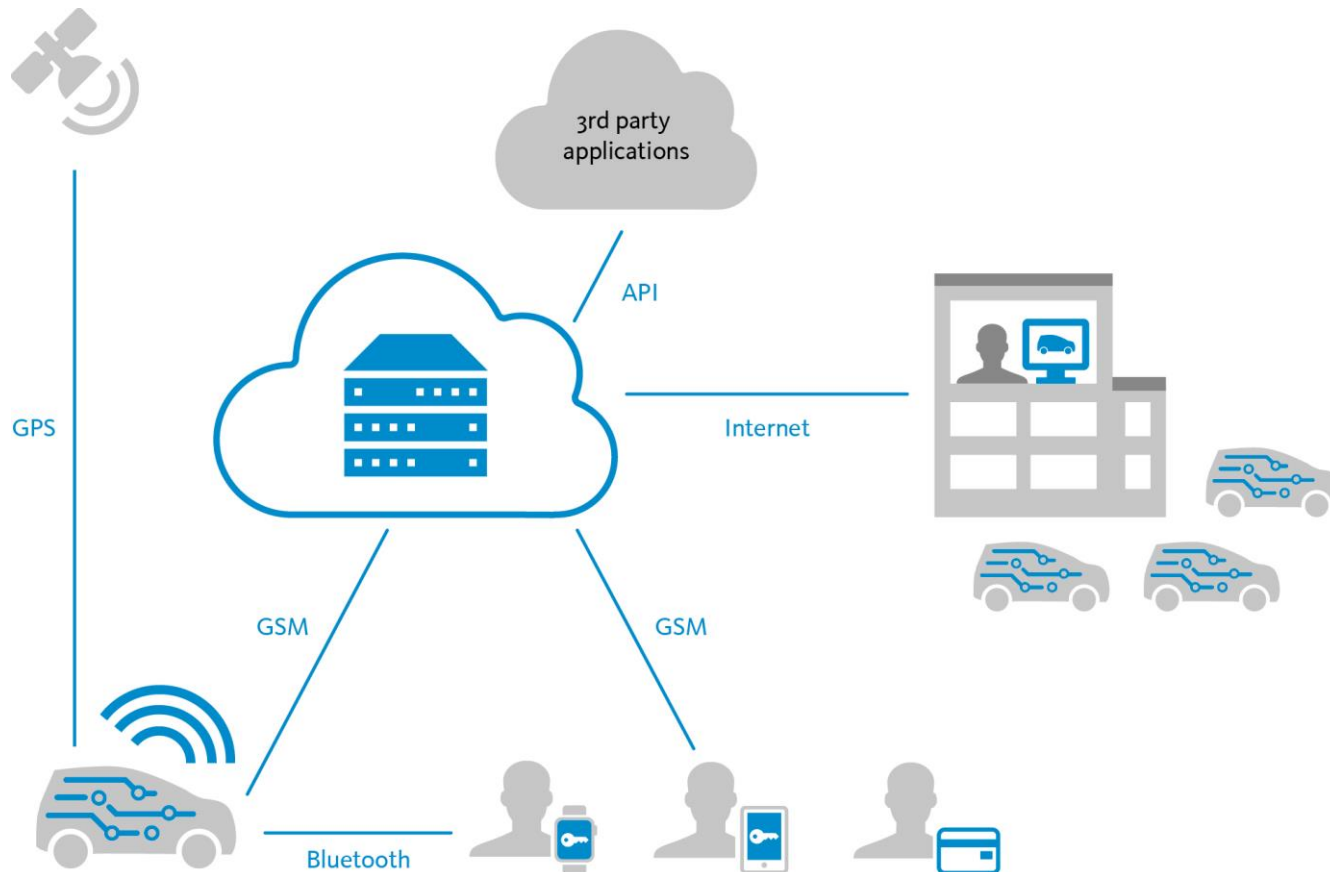 3rd party
applications
API
GPS
Internet
GSM
GSM
Bluetooth